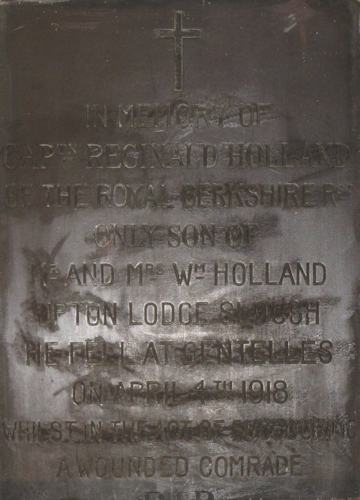 IN MEMORY OF
CAPTN REGINALD HOLLAND
OF THE ROYAL BERKSHIRE RT
ONLY SON OF
MR AND MRS WM HOLLAND
UPTON LODGE SLOUGH
HE FELL AT GENTELLES
ON APRIL 4TH 1918
WHILST IN THE ACT OF SUCCOURING
A WOUNDED COMRADE
R.I.P.